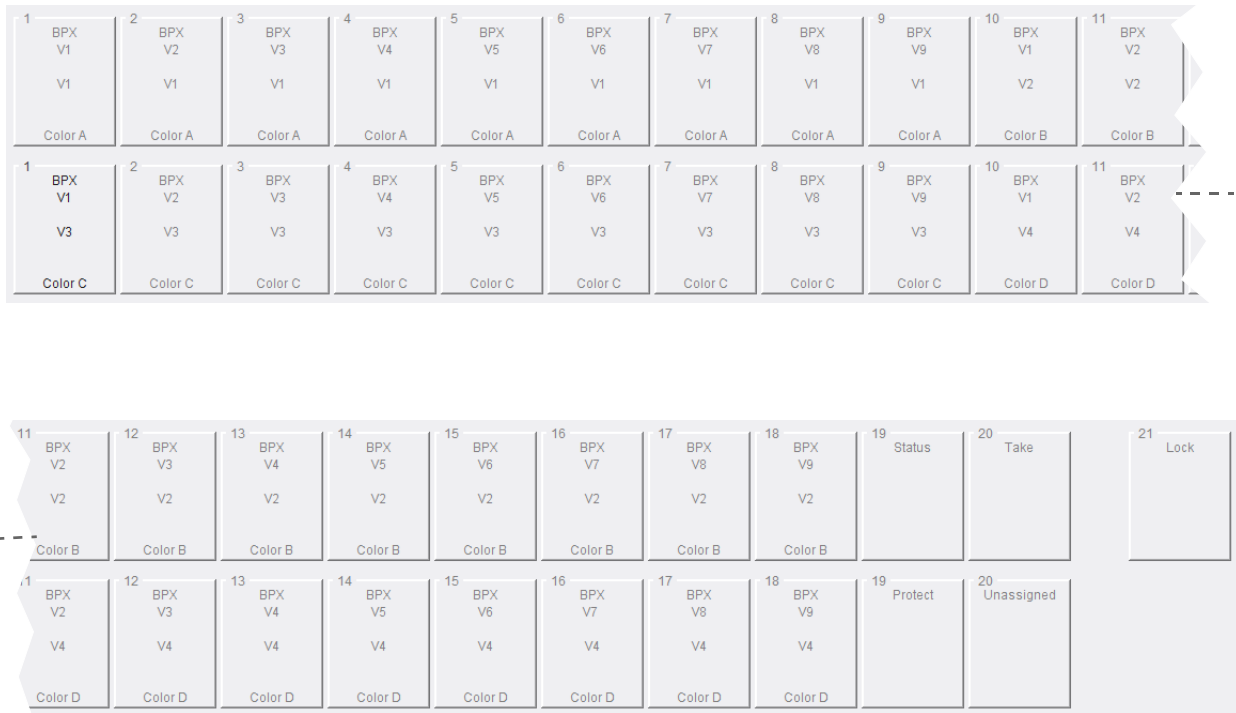 1 2 3 4 5 6 7 8 9 10 11
BPX BPX BPX BPX BPX BPX BPX BPX BPX BPX BPX
V1 V2 V3 V4 V5 V6 V7 V8 V9 V1 V2
V1 V1 V1 V1 V1 V1 V1 V1 V1 V2 V2
Color A Color A Color A Color A Color A Color A Color A Color A Color A Color B Color B
1 2 3 4 5 6 7 8 9 10 11
BPX BPX BPX BPX BPX BPX BPX BPX BPX BPX BPX
V1 V2 V3 V4 V5 V6 V7 V8 V9 V1 V2
V3 V3 V3 V3 V3 V3 V3 V3 V3 V4 V4
Color C Color C Color C Color C Color C Color C Color C Color C Color C Color D Color D
11 12 13 14 15 16 17 18 19 20 21
BPX BPX BPX BPX BPX BPX BPX BPX Status Take Lock
V2 V3 V4 V5 V6 V7 V8 V9
V2 V2 V2 V2 V2 V2 V2 V2
Color B Color B Color B Color B Color B Color B Color B Color B
11 12 13 14 15 16 17 18 19 20
BPX BPX BPX BPX BPX BPX BPX BPX Protect Unassigned
V2 V3 V4 V5 V6 V7 V8 V9
V4 V4 V4 V4 V4 V4 V4 V4
Color D Color D Color D Color D Color D Color D Color D Color D